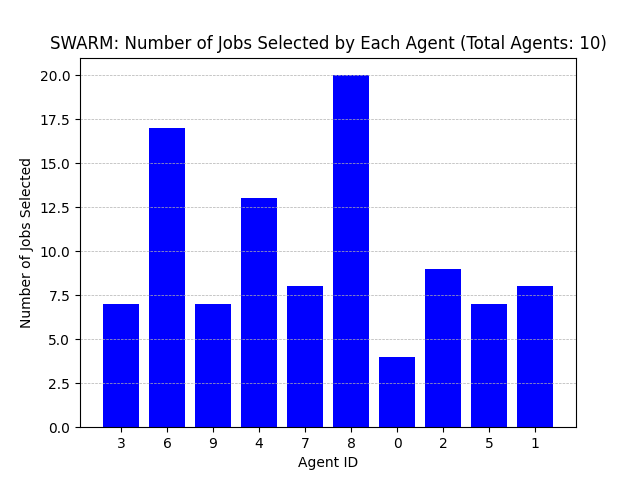 SWARM: Number of Jobs Selected by Each Agent (Total Agents: 10)
Number of Jobs Selected
20.0
17.5
15.0
12.5
10.0
7.5
5.0
2.5
0.0
3 6 9 4 7 8 0 2 5 1
Agent ID